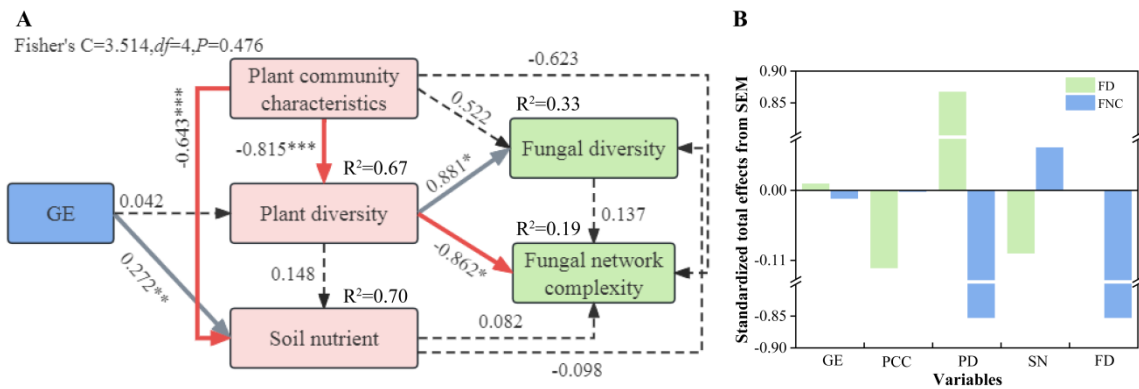 A
Fisher's C=3.514,df=4,P=0.476
Plant community
characteristics
-0.623
-0.643***
0.522
R²=0.33
Fungal diversity
-0.815***
R²=0.67
0.881*
GE
0.042
Plant diversity
0.137
R²=0.19
-0.862*
Fungal network
complexity
0.272**
0.148
R²=0.70
Soil nutrient
0.082
-0.098
B
Standardized total effects from SEM
0.90
0.85
0.00
-0.11
-0.85
-0.90
FD
FNC
GE
PCC
PD
SN
FD
Variables